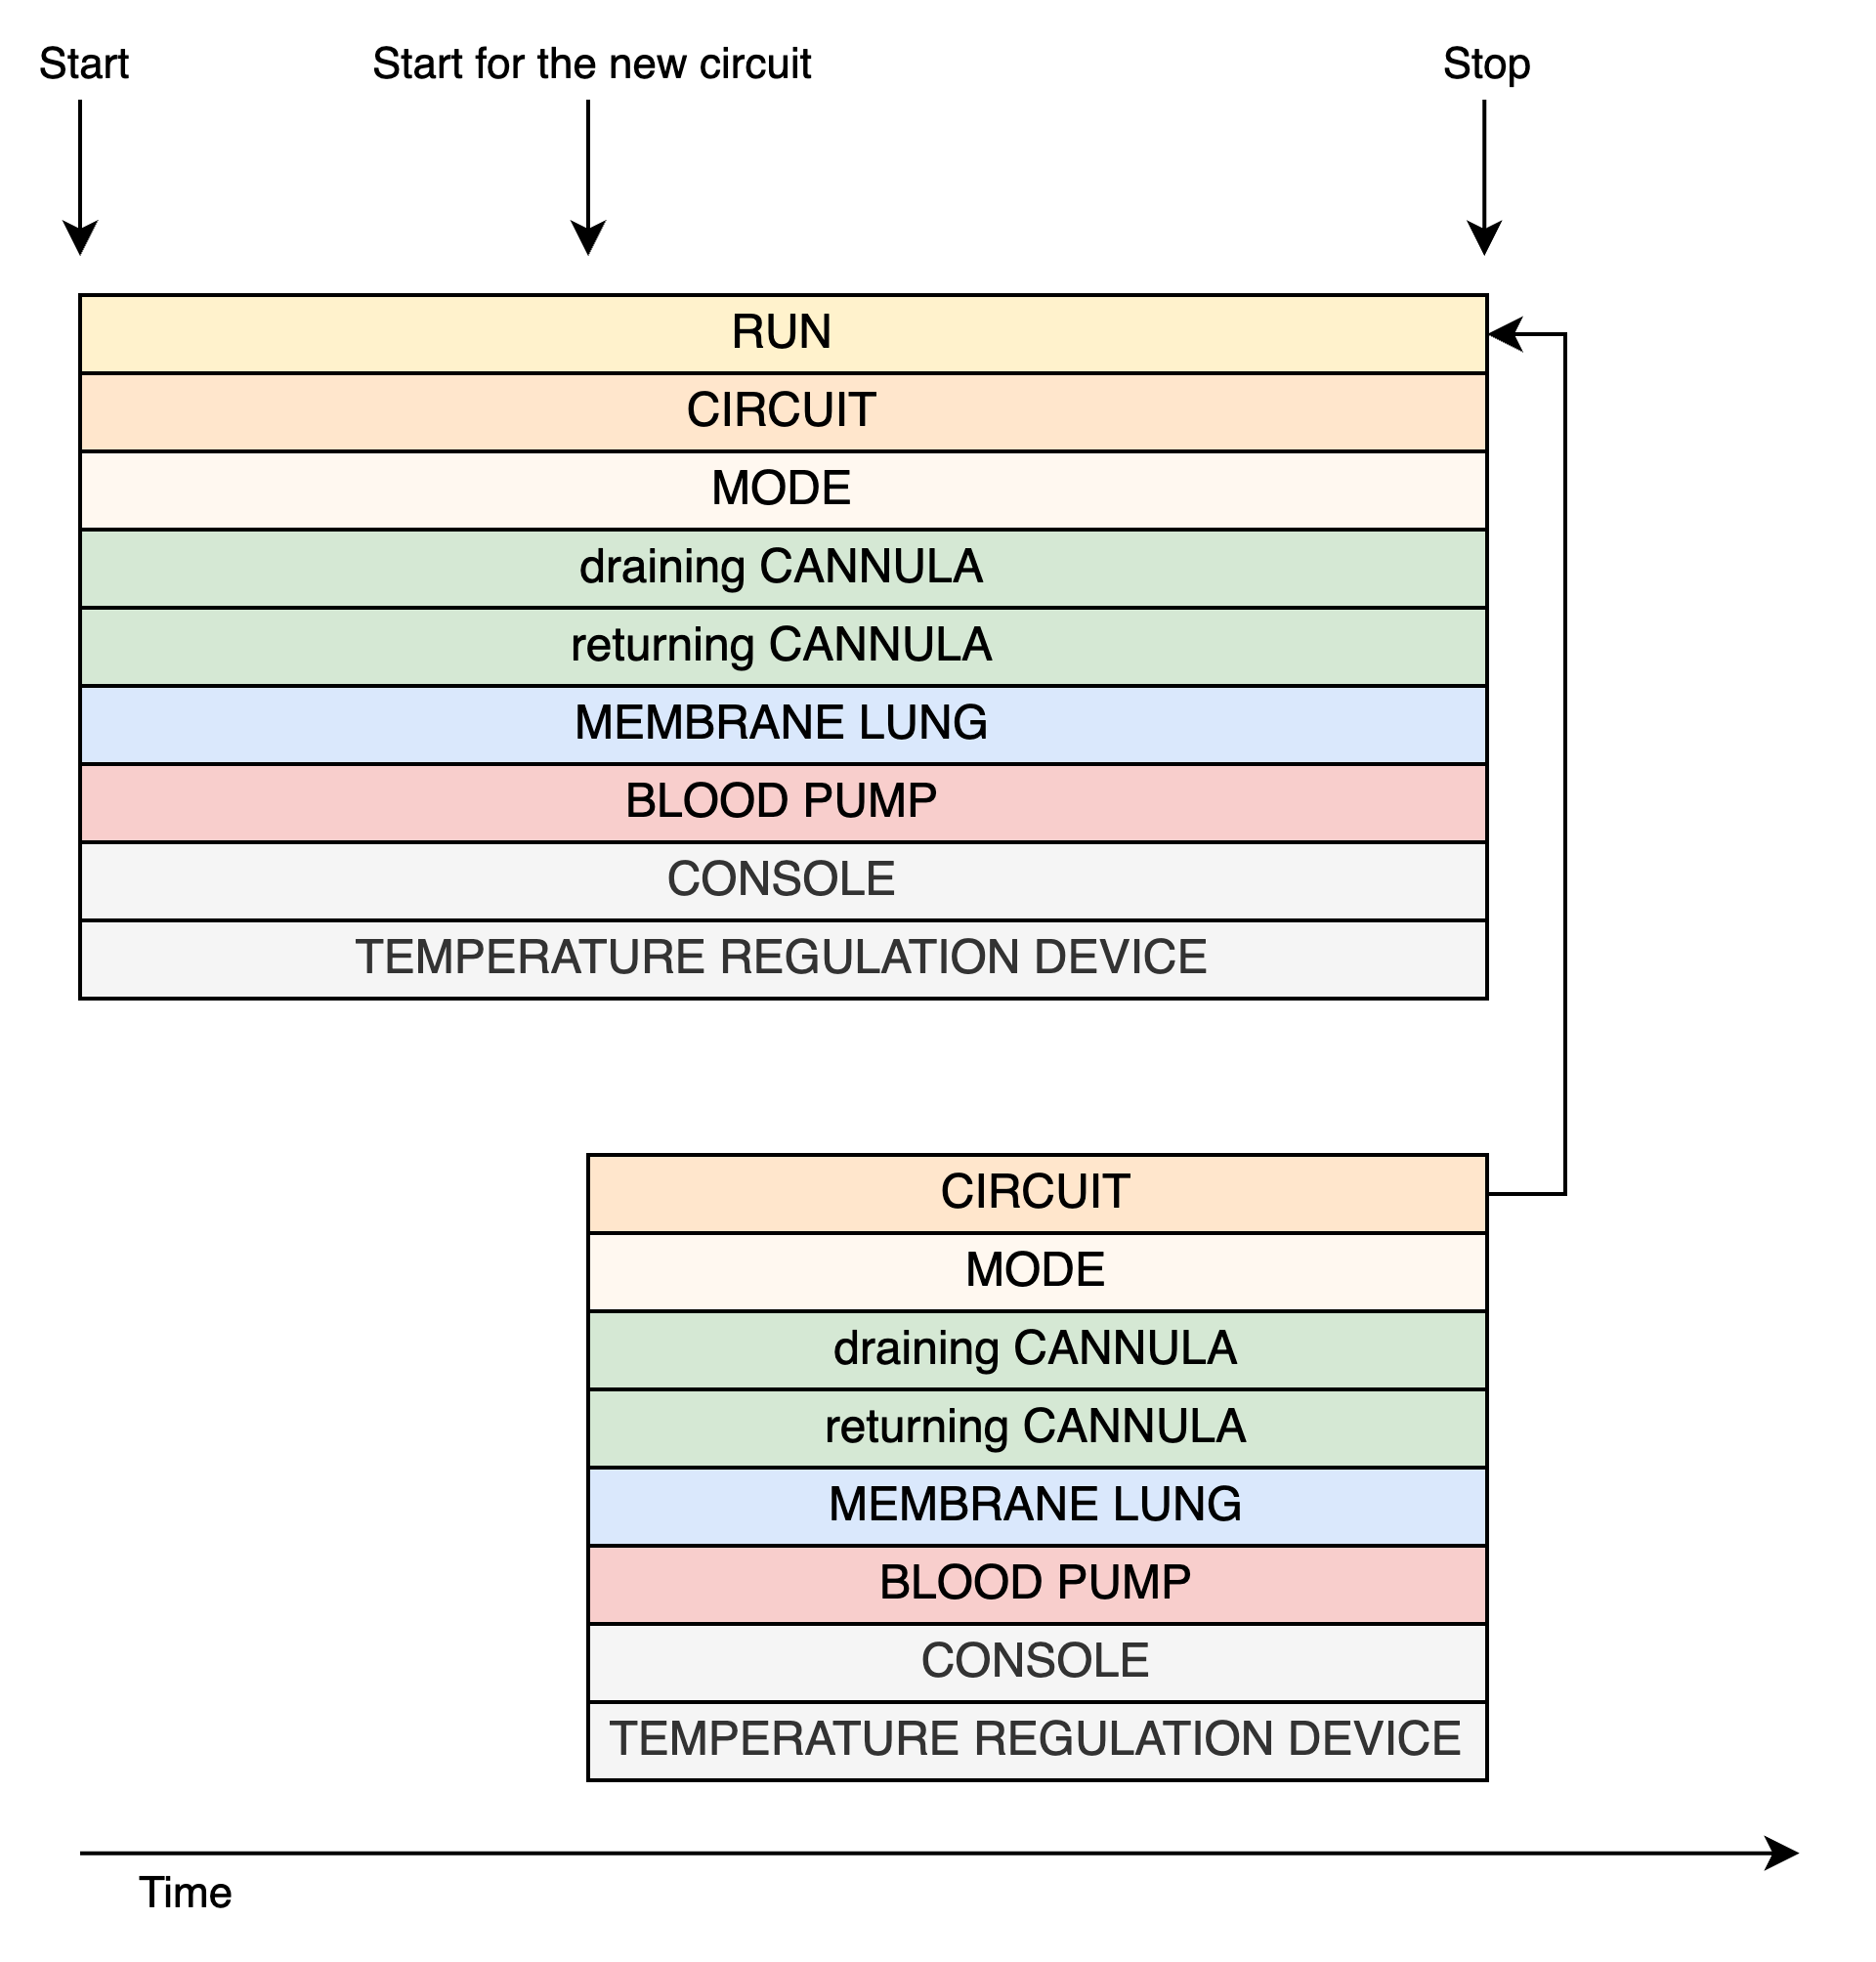 Start
Start for the new circuit
Stop
RUN
CIRCUIT
MODE
draining CANNULA
returning CANNULA
MEMBRANE LUNG
BLOOD PUMP
CONSOLE
TEMPERATURE REGULATION DEVICE
CIRCUIT
MODE
draining CANNULA
returning CANNULA
MEMBRANE LUNG
BLOOD PUMP
CONSOLE
TEMPERATURE REGULATION DEVICE
Time